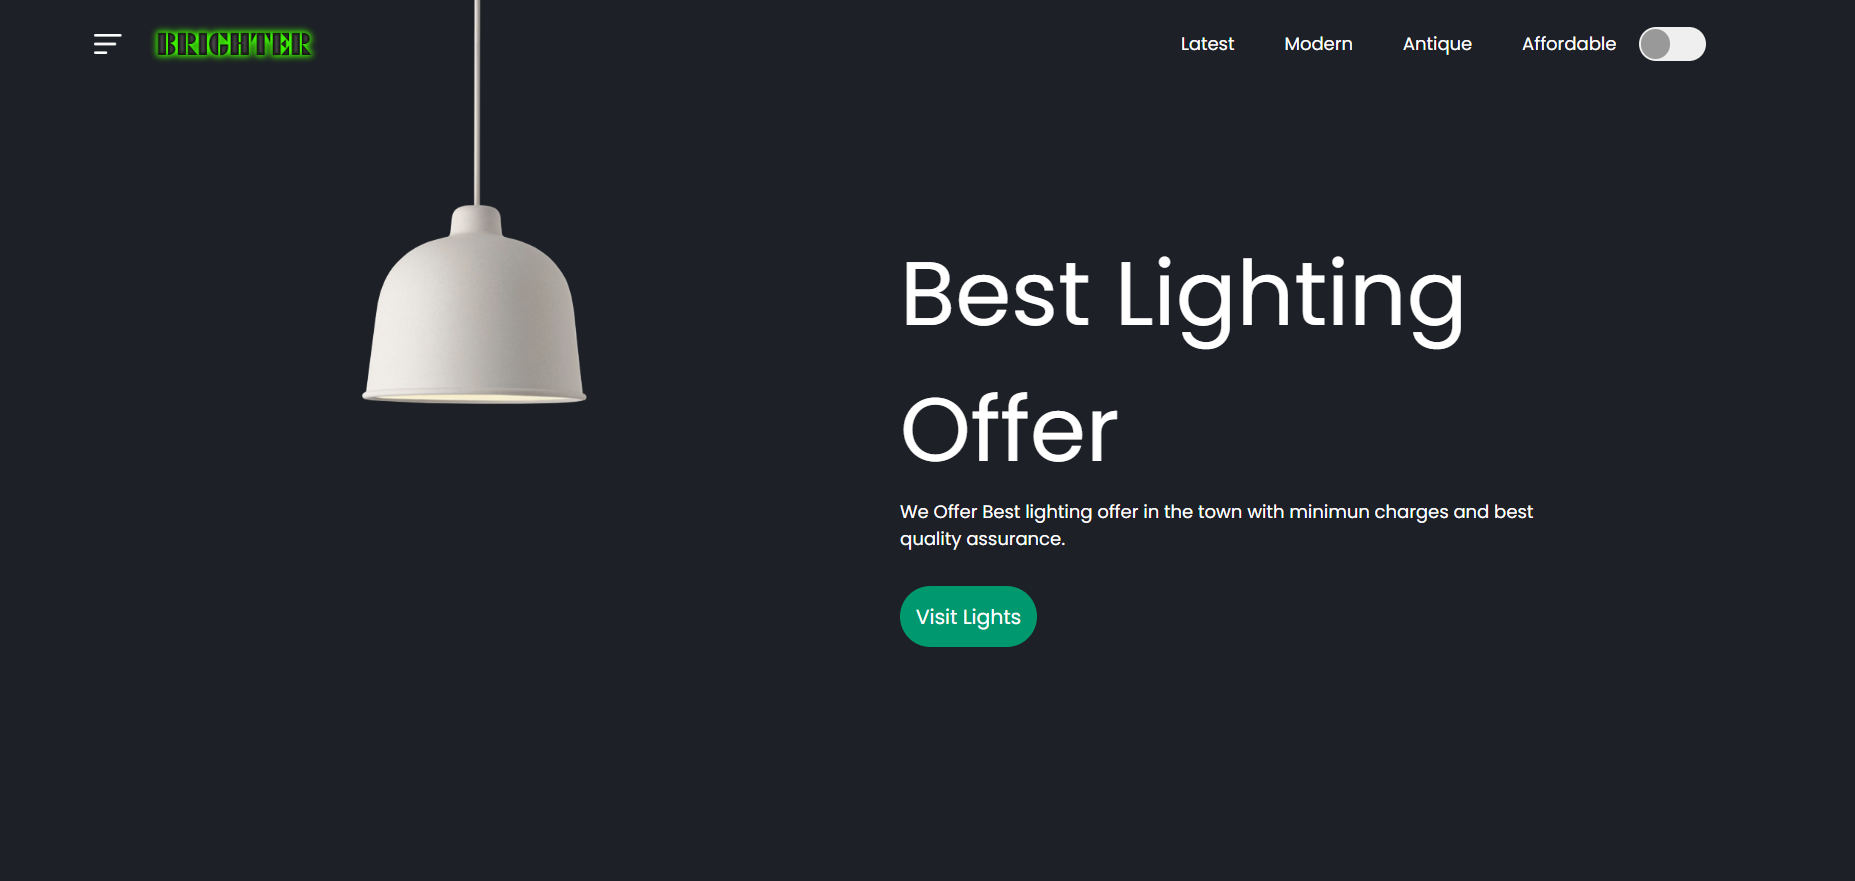 BRIGHTER
Latest Modern Antique Affordable
Best Lighting
Offer
We Offer Best lighting offer in the town with minimun charges and best
quality assurance.
Visit Lights